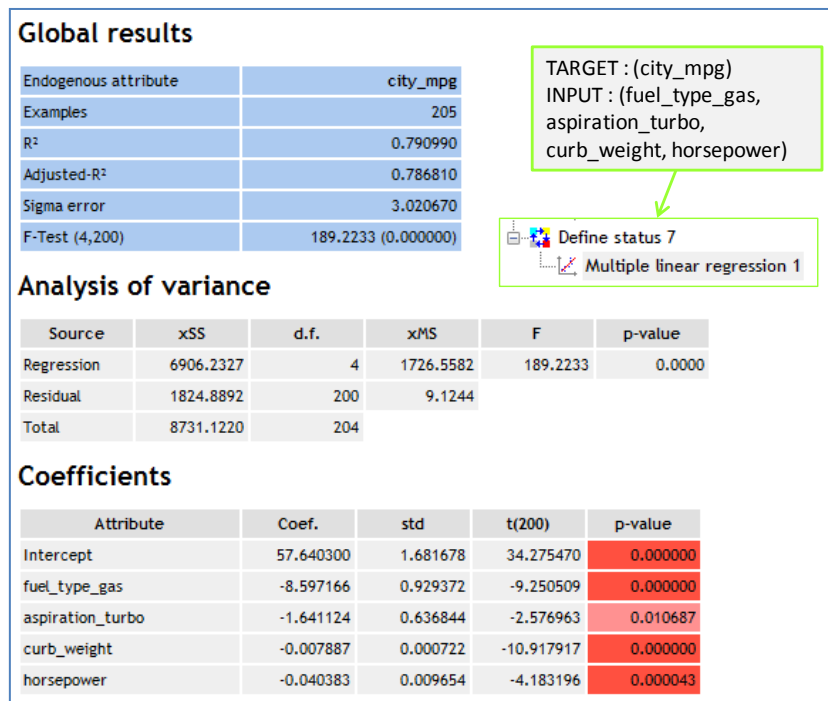 Global results
TARGET : (city_mpg)
INPUT : (fuel_type_gas,
aspiration_turbo,
curb_weight, horsepower)
Endogenous attribute city_mpg
Examples 205
R² 0.790990
Adjusted-R² 0.786810
Sigma error 3.020670
F-Test (4,200) 189.2233 (0.000000)
Define status 7
Multiple linear regression 1
Analysis of variance
Source xSS d.f. xMS F p-value
Regression 6906.2327 4 1726.5582 189.2233 0.0000
Residual 1824.8892 200 9.1244
Total 8731.1220 204
Coefficients
Attribute Coef. std t(200) p-value
Intercept 57.640300 1.681678 34.275470 0.000000
fuel_type_gas -8.597166 0.929372 -9.250509 0.000000
aspiration_turbo -1.641124 0.636844 -2.576963 0.010687
curb_weight -0.007887 0.000722 -10.917917 0.000000
horsepower -0.040383 0.009654 -4.183196 0.000043